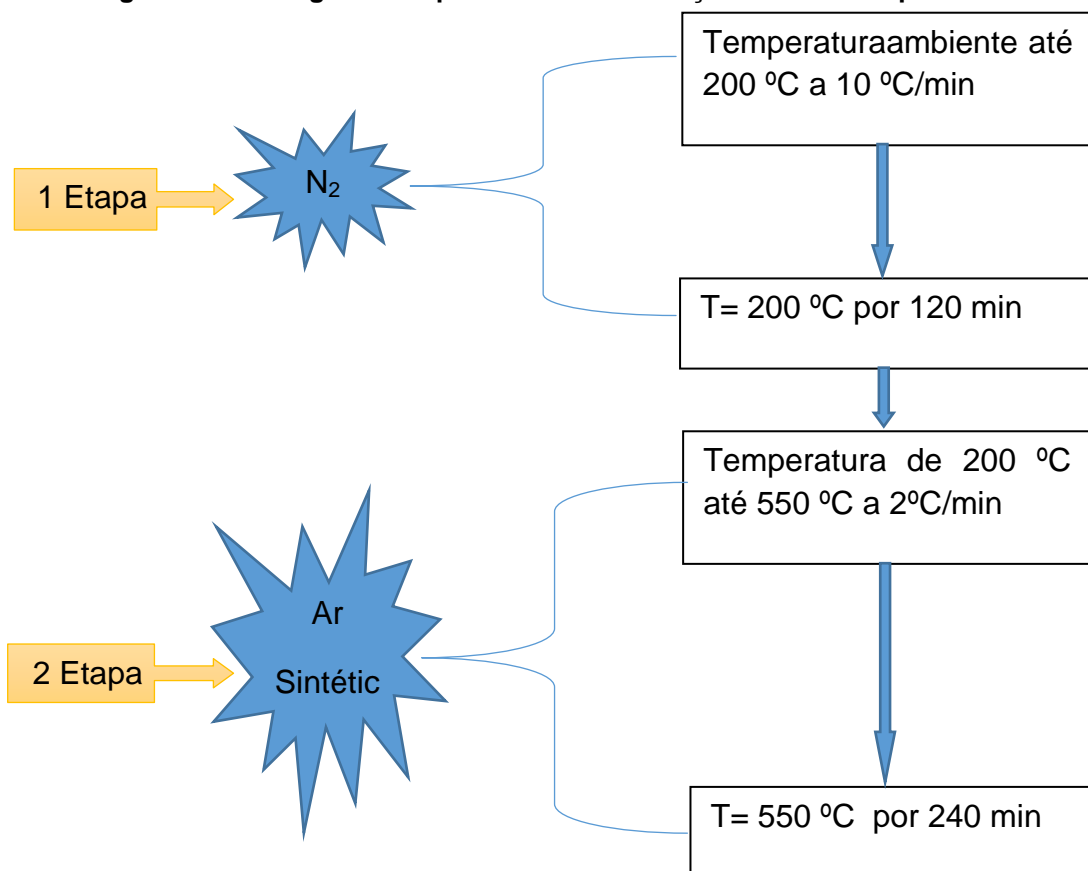 Temperaturaambiente até
200 ºC a 10 ºC/min
1 Etapa
N₂
T= 200 ºC por 120 min
Temperatura de 200 ºC
até 550 ºC a 2ºC/min
2 Etapa
Ar
Sintétic
T= 550 ºC por 240 min